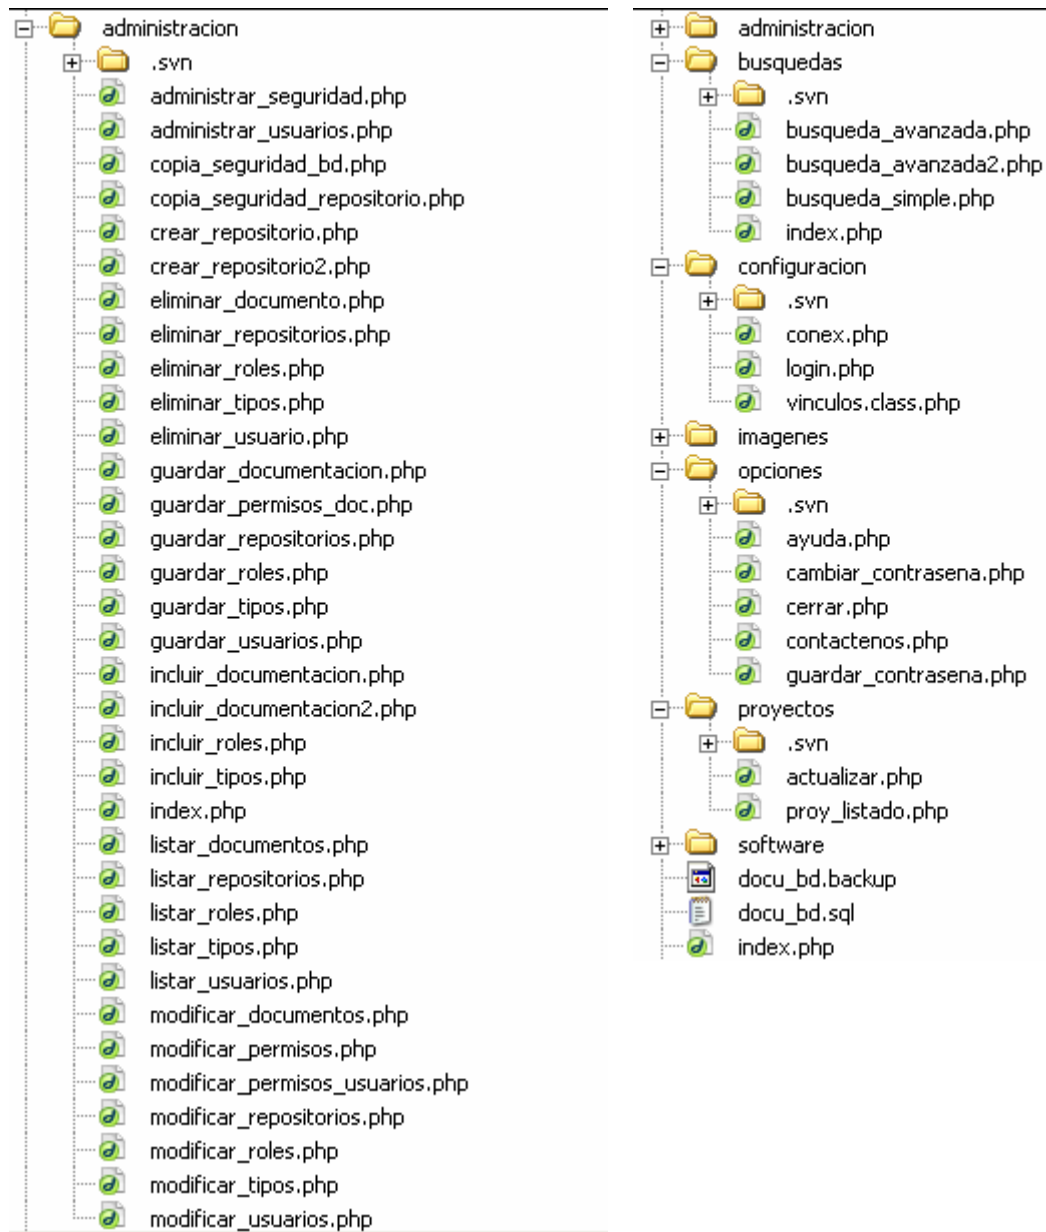 administracion
.svn
administrar_seguridad.php
administrar_usuarios.php
copia_seguridad_bd.php
copia_seguridad_repositorio.php
crear_repositorio.php
crear_repositorio2.php
eliminar_documento.php
eliminar_repositorios.php
eliminar_roles.php
eliminar_tipos.php
eliminar_usuario.php
guardar_documentacion.php
guardar_permisos_doc.php
guardar_repositorios.php
guardar_roles.php
guardar_tipos.php
guardar_usuarios.php
incluir_documentacion.php
incluir_documentacion2.php
incluir_roles.php
incluir_tipos.php
index.php
listar_documentos.php
listar_repositorios.php
listar_roles.php
listar_tipos.php
listar_usuarios.php
modificar_documentos.php
modificar_permisos.php
modificar_permisos_usuarios.php
modificar_repositorios.php
modificar_roles.php
modificar_tipos.php
modificar_usuarios.php
administracion
busquedas
.svn
busqueda_avanzada.php
busqueda_avanzada2.php
busqueda_simple.php
index.php
configuracion
.svn
conex.php
login.php
vinculos.class.php
imagenes
opciones
.svn
ayuda.php
cambiar_contrasena.php
cerrar.php
contactenos.php
guardar_contrasena.php
proyectos
.svn
actualizar.php
proy_listado.php
software
docu_bd.backup
docu_bd.sql
index.php